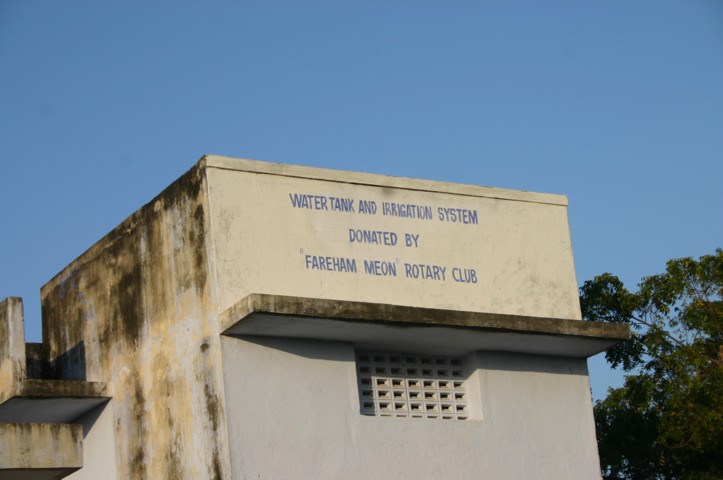 WATER TANK AND IRRIGATION SYSTEM
DONATED BY
"FAREHAM MEON" ROTARY CLUB